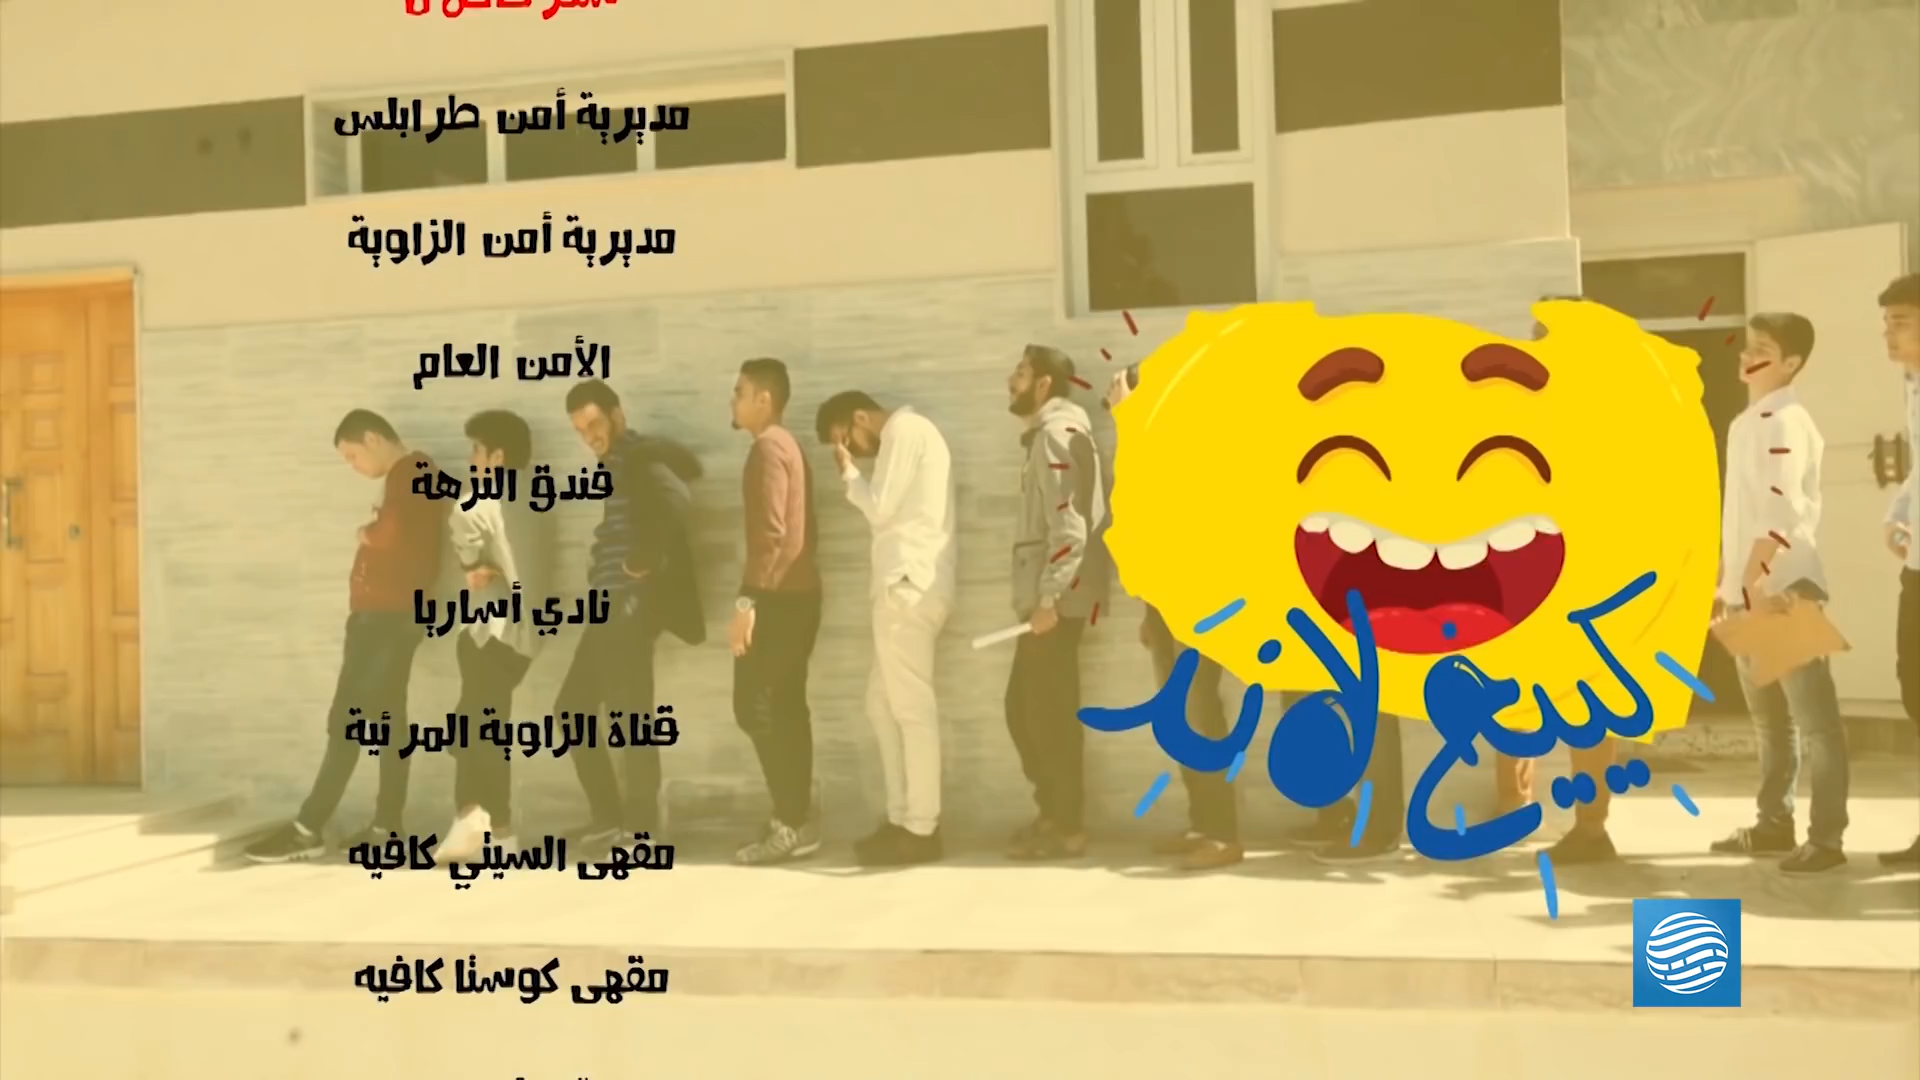 مديرية أمن طرابلس
مديرية أمن الزاوية
الأمن العام
فندق النزهة
نادي أساريا
قناة الزاوية المرئية
مقهى السيتي كافيه
مقهى كوستا كافيه
كييغ لاند